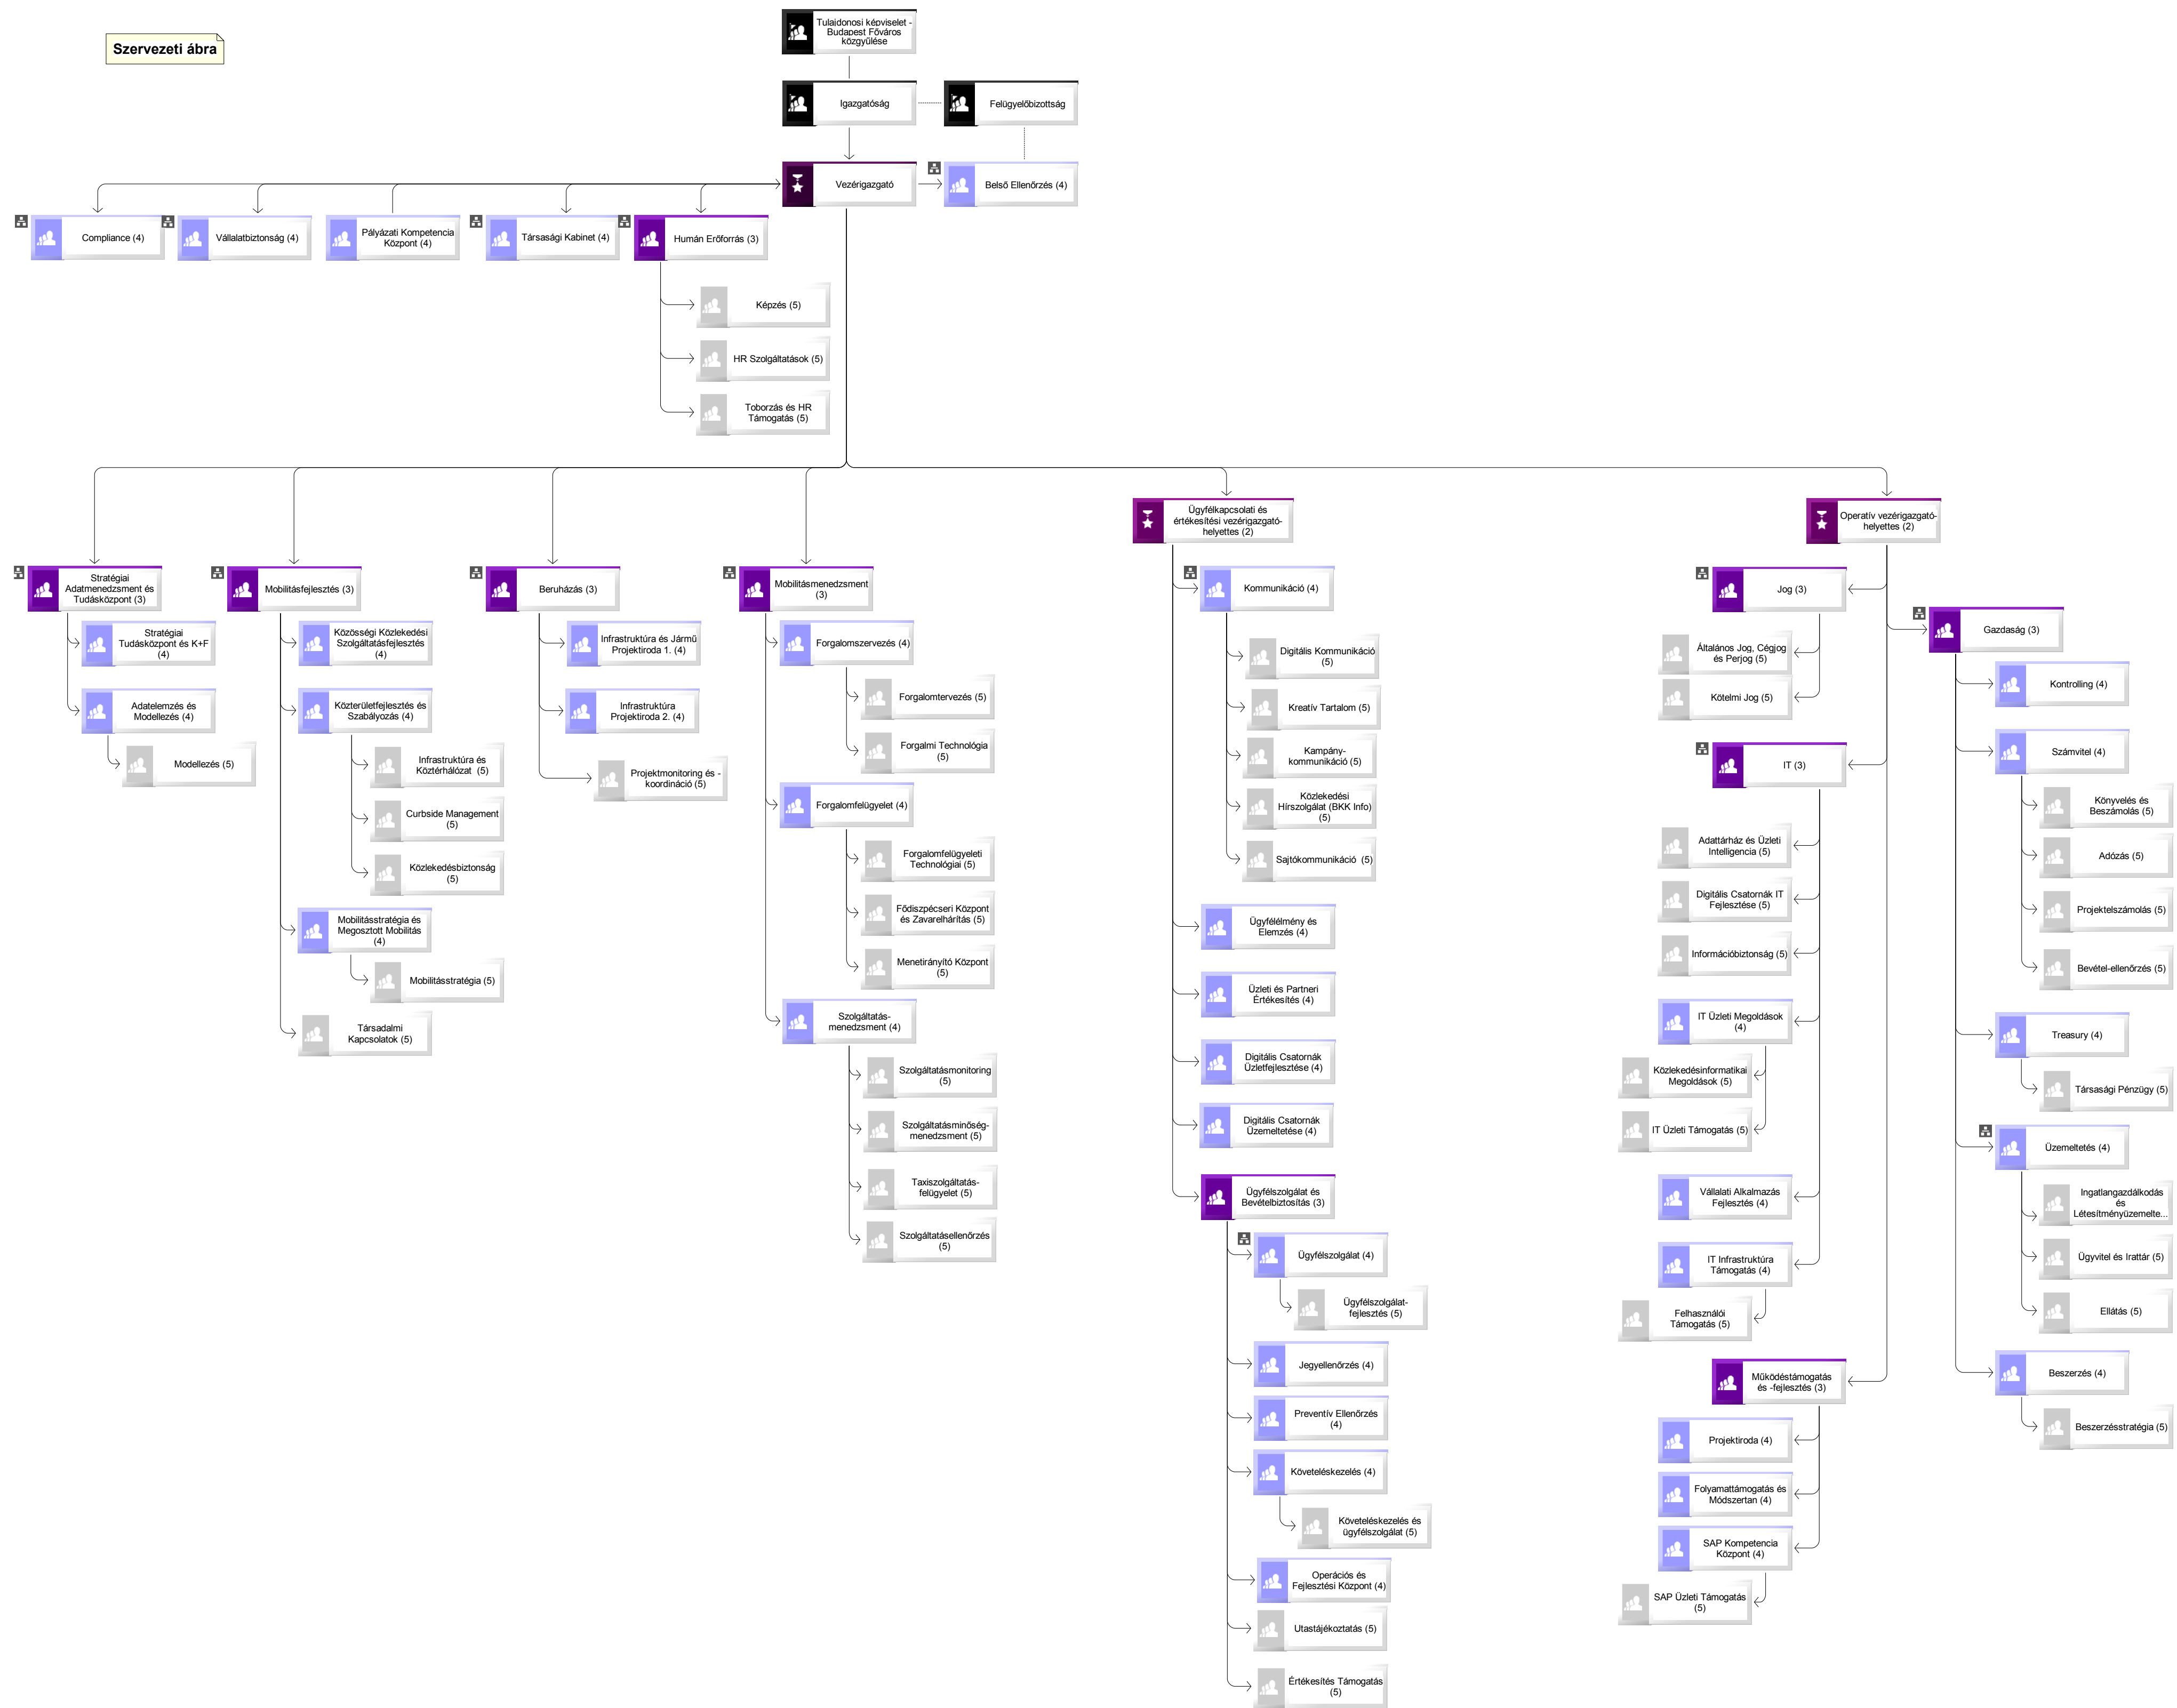 Szervezeti ábra
Tulajdonosi képviselet -
Budapest Főváros
közgyűlése
Igazgatóság
Felügyelőbizottság
Vezérigazgató
Belső Ellenőrzés (4)
Compliance (4)
Vállalatbiztonság (4)
Pályázati Kompetencia
Központ (4)
Társasági Kabinet (4)
Humán Erőforrás (3)
Képzés (5)
HR Szolgáltatások (5)
Toborzás és HR
Támogatás (5)
Stratégiai
Adatmenedzsment és
Tudásközpont (3)
Stratégiai
Tudásközpont és K+F
(4)
Adatelemzés és
Modellezés (4)
Modellezés (5)
Mobilitásfejlesztés (3)
Közösségi Közlekedési
Szolgáltatásfejlesztés
(4)
Közterületfejlesztés és
Szabályozás (4)
Infrastruktúra és
Köztérhálózat  (5)
Curbside Management
(5)
Közlekedésbiztonság
(5)
Mobilitásstratégia és
Megosztott Mobilitás
(4)
Mobilitásstratégia (5)
Társadalmi
Kapcsolatok (5)
Beruházás (3)
Infrastruktúra és Jármű
Projektiroda 1. (4)
Infrastruktúra
Projektiroda 2. (4)
Projektmonitoring és -
koordináció (5)
Mobilitásmenedzsment
(3)
Forgalomszervezés (4)
Forgalomtervezés (5)
Forgalmi Technológia
(5)
Forgalomfelügyelet (4)
Forgalomfelügyeleti
Technológiai (5)
Fődiszpécseri Központ
és Zavarelhárítás (5)
Menetirányító Központ
(5)
Szolgáltatás-
menedzsment (4)
Szolgáltatásmonitoring
(5)
Szolgáltatásminőség-
menedzsment (5)
Taxiszolgáltatás-
felügyelet (5)
Szolgáltatásellenőrzés
(5)
Ügyfélkapcsolati és
értékesítési vezérigazgató-
helyettes (2)
Kommunikáció (4)
Digitális Kommunikáció
(5)
Kreatív Tartalom (5)
Kampány-
kommunikáció (5)
Közlekedési
Hírszolgálat (BKK Info)
(5)
Sajtókommunikáció  (5)
Ügyfélélmény és
Elemzés (4)
Üzleti és Partneri
Értékesítés (4)
Digitális Csatornák
Üzletfejlesztése (4)
Digitális Csatornák
Üzemeltetése (4)
Ügyfélszolgálat és
Bevételbiztosítás (3)
Ügyfélszolgálat (4)
Ügyfélszolgálat-
fejlesztés (5)
Jegyellenőrzés (4)
Preventív Ellenőrzés
(4)
Követeléskezelés (4)
Követeléskezelés és
ügyfélszolgálat (5)
Operációs és
Fejlesztési Központ (4)
Utastájékoztatás (5)
Értékesítés Támogatás
(5)
Operatív vezérigazgató-
helyettes (2)
Jog (3)
Általános Jog, Cégjog
és Perjog (5)
Kötelmi Jog (5)
IT (3)
Adattárház és Üzleti
Intelligencia (5)
Digitális Csatornák IT
Fejlesztése (5)
Információbiztonság (5)
IT Üzleti Megoldások
(4)
Közlekedésinformatikai
Megoldások (5)
IT Üzleti Támogatás (5)
Vállalati Alkalmazás
Fejlesztés (4)
IT Infrastruktúra
Támogatás (4)
Felhasználói
Támogatás (5)
Működéstámogatás
és -fejlesztés (3)
Projektiroda (4)
Folyamattámogatás és
Módszertan (4)
SAP Kompetencia
Központ (4)
SAP Üzleti Támogatás
(5)
Gazdaság (3)
Kontrolling (4)
Számvitel (4)
Könyvelés és
Beszámolás (5)
Adózás (5)
Projektelszámolás (5)
Bevétel-ellenőrzés (5)
Treasury (4)
Társasági Pénzügy (5)
Üzemeltetés (4)
Ingatlangazdálkodás
és
Létesítményüzemelte...
Ügyvitel és Irattár (5)
Ellátás (5)
Beszerzés (4)
Beszerzésstratégia (5)